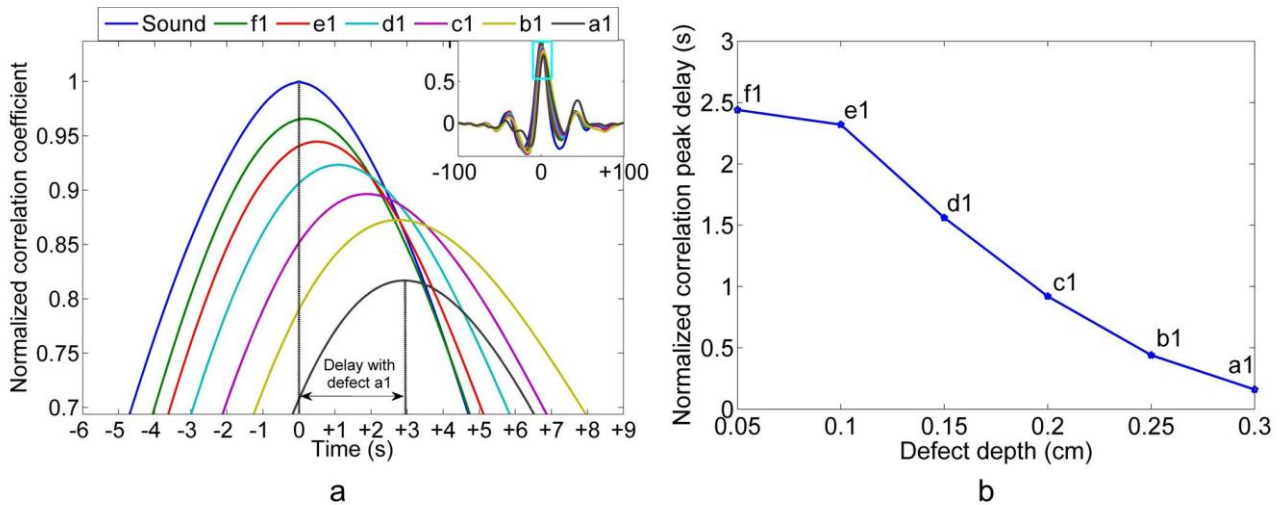 Sound f1 e1 d1 c1 b1 a1
Normalized correlation coefficient
1
0.95
0.9
0.85
0.8
0.75
0.7
-6 -5 -4 -3 -2 -1 0 +1 +2 +3 +4 +5 +6 +7 +8 +9
Time (s)
Delay with
defect a1
0.5
0
-100 0 +100
a
Normalized correlation peak delay (s)
3
2.5
2
1.5
1
0.5
0
0.05 0.1 0.15 0.2 0.25 0.3
Defect depth (cm)
f1
e1
d1
c1
b1
a1
b